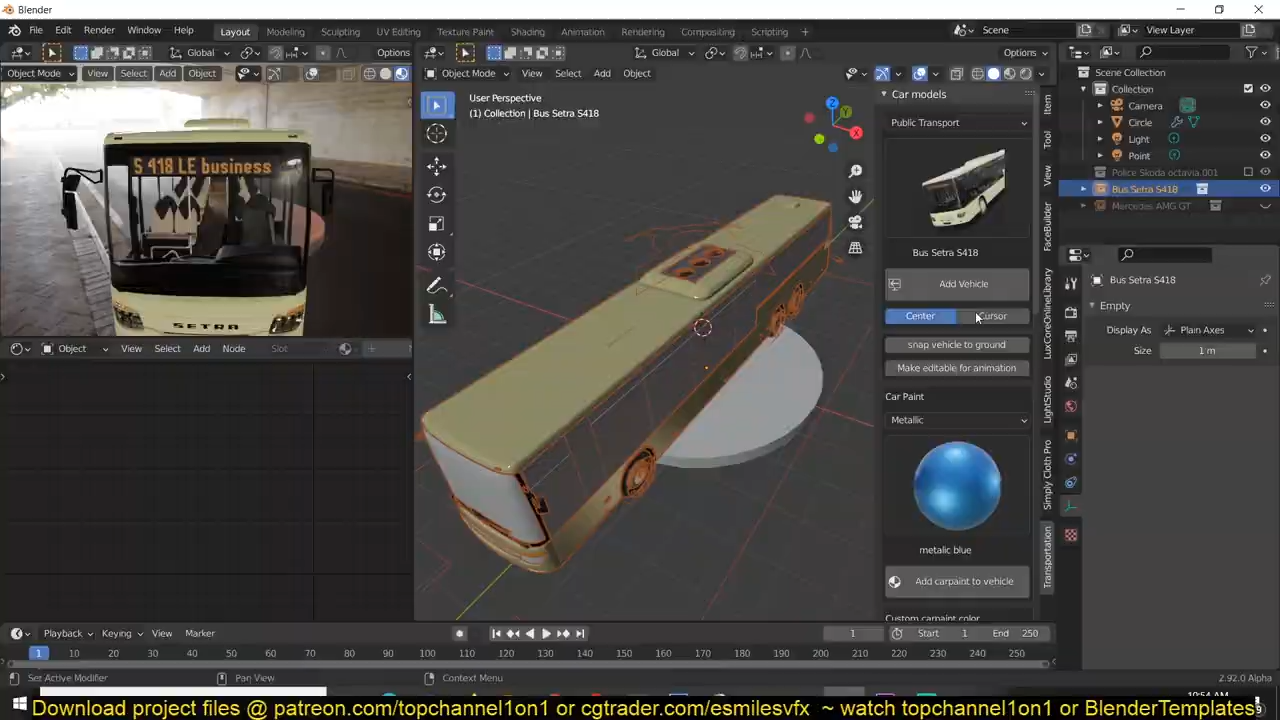 Blender
File Edit Render Window Help Layout Modeling Sculpting UV Editing Texture Paint Shading Animation Rendering Compositing Scripting + Scene View Layer
Global Options Global Options
Object Mode View Select Add Object Object Mode View Select Add Object
S 418 LE business
SETRA
User Perspective
(1) Collection | Bus Setra S418
Z
Y
X
Car models
Public Transport
Bus Setra S418
Add Vehicle
Center Cursor
snap vehicle to ground
Make editable for animation
Car Paint
Metallic
metalic blue
Add carpaint to vehicle
Custom carpaint color
Item
Tool
View
FaceBuilder
LuxCoreOnlineLibrary
LightStudio
Simply Cloth Pro
Transportation
Scene Collection
Collection
Camera
Circle
Light
Point
Police Skoda octavia.001
Bus Setra S418
Mercedes AMG GT
Bus Setra S418
Empty
Display As Plain Axes
Size 1 m
Object View Select Add Node Slot
Playback Keying View Marker 1 Start 1 End 250
1 10 20 30 40 50 60 70 80 90 100 110 120 130 140 150 160 170 180 190 200 210 220 230 240 250
Set Active Modifier Pan View Context Menu 2.92.0 Alpha
10:54 AM
Download project files @ patreon.com/topchannel1on1 or cgtrader.com/esmilesvfx ~ watch topchannel1on1 or BlenderTemplates